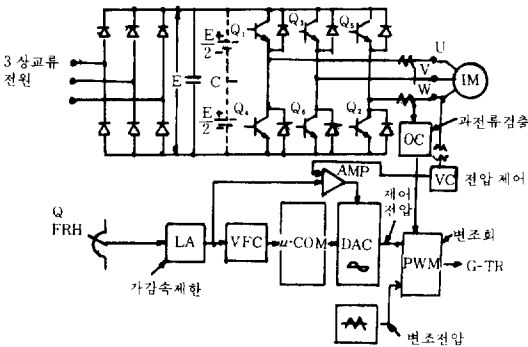 Q₁
Q₃
Q₅
3 상교류
전원
E
C
E/2
E/2
Q₄
Q₆
Q₂
U
V
W
IM
OC
과전류검출
AMP
VC
전압 제어
제어
전압
Q
FRH
LA
VFC
μ-COM
DAC
PWM
변조회
G-TR
가감속제한
변조전압